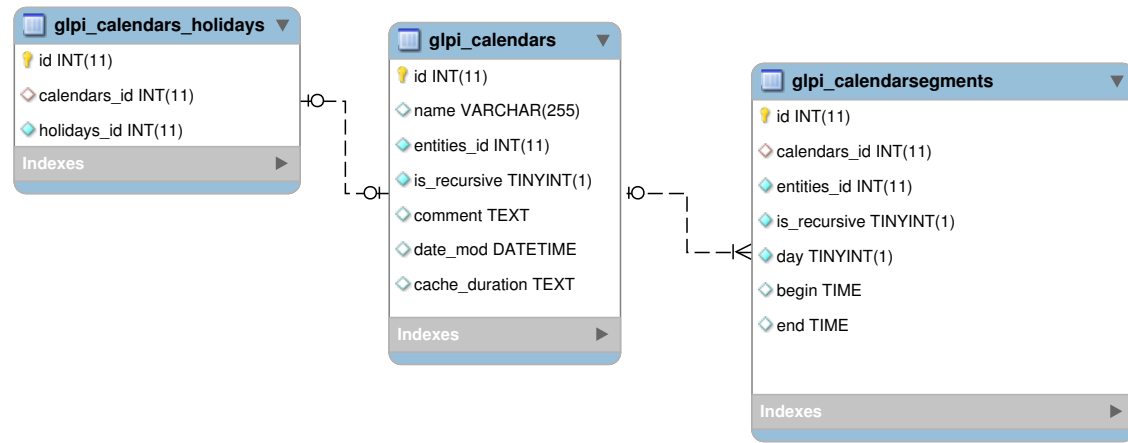 glpi_calendars_holidays
id INT(11)
calendars_id INT(11)
holidays_id INT(11)
Indexes
glpi_calendars
id INT(11)
name VARCHAR(255)
entities_id INT(11)
is_recursive TINYINT(1)
comment TEXT
date_mod DATETIME
cache_duration TEXT
Indexes
glpi_calendarsegments
id INT(11)
calendars_id INT(11)
entities_id INT(11)
is_recursive TINYINT(1)
day TINYINT(1)
begin TIME
end TIME
Indexes